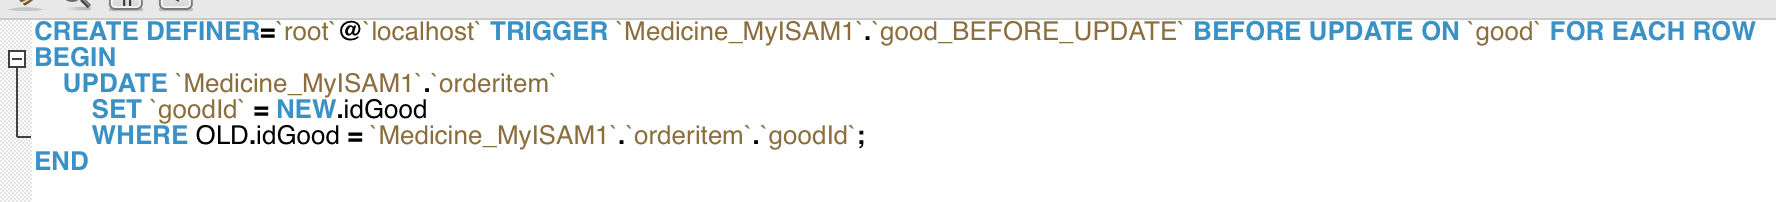 CREATE DEFINER=`root`@`localhost` TRIGGER `Medicine_MyISAM1`.`good_BEFORE_UPDATE` BEFORE UPDATE ON `good` FOR EACH ROW
BEGIN
UPDATE `Medicine_MyISAM1`.`orderitem`
SET `goodId` = NEW.idGood
WHERE OLD.idGood = `Medicine_MyISAM1`.`orderitem`.`goodId`;
END